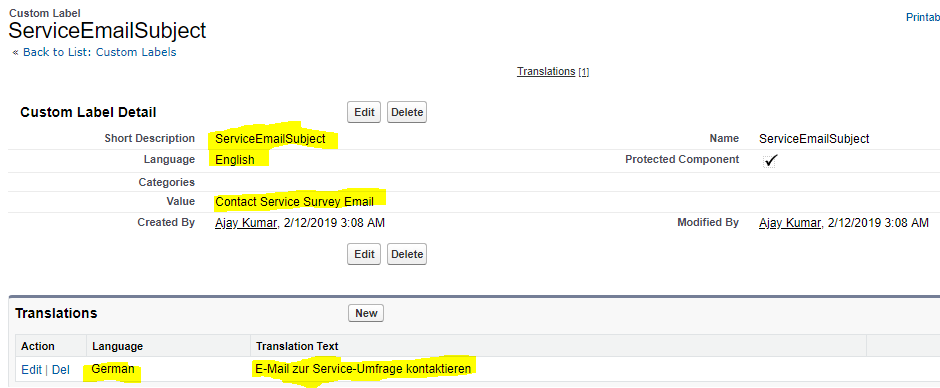 Custom Label
ServiceEmailSubject
Printab
« Back to List: Custom Labels
Translations [1]
Custom Label Detail Edit Delete
Short Description ServiceEmailSubject Name ServiceEmailSubject
Language English Protected Component ✓
Categories
Value Contact Service Survey Email
Created By Ajay Kumar, 2/12/2019 3:08 AM Modified By Ajay Kumar, 2/12/2019 3:08 AM
Edit Delete
Translations New
Action Language Translation Text
Edit | Del German E-Mail zur Service-Umfrage kontaktieren